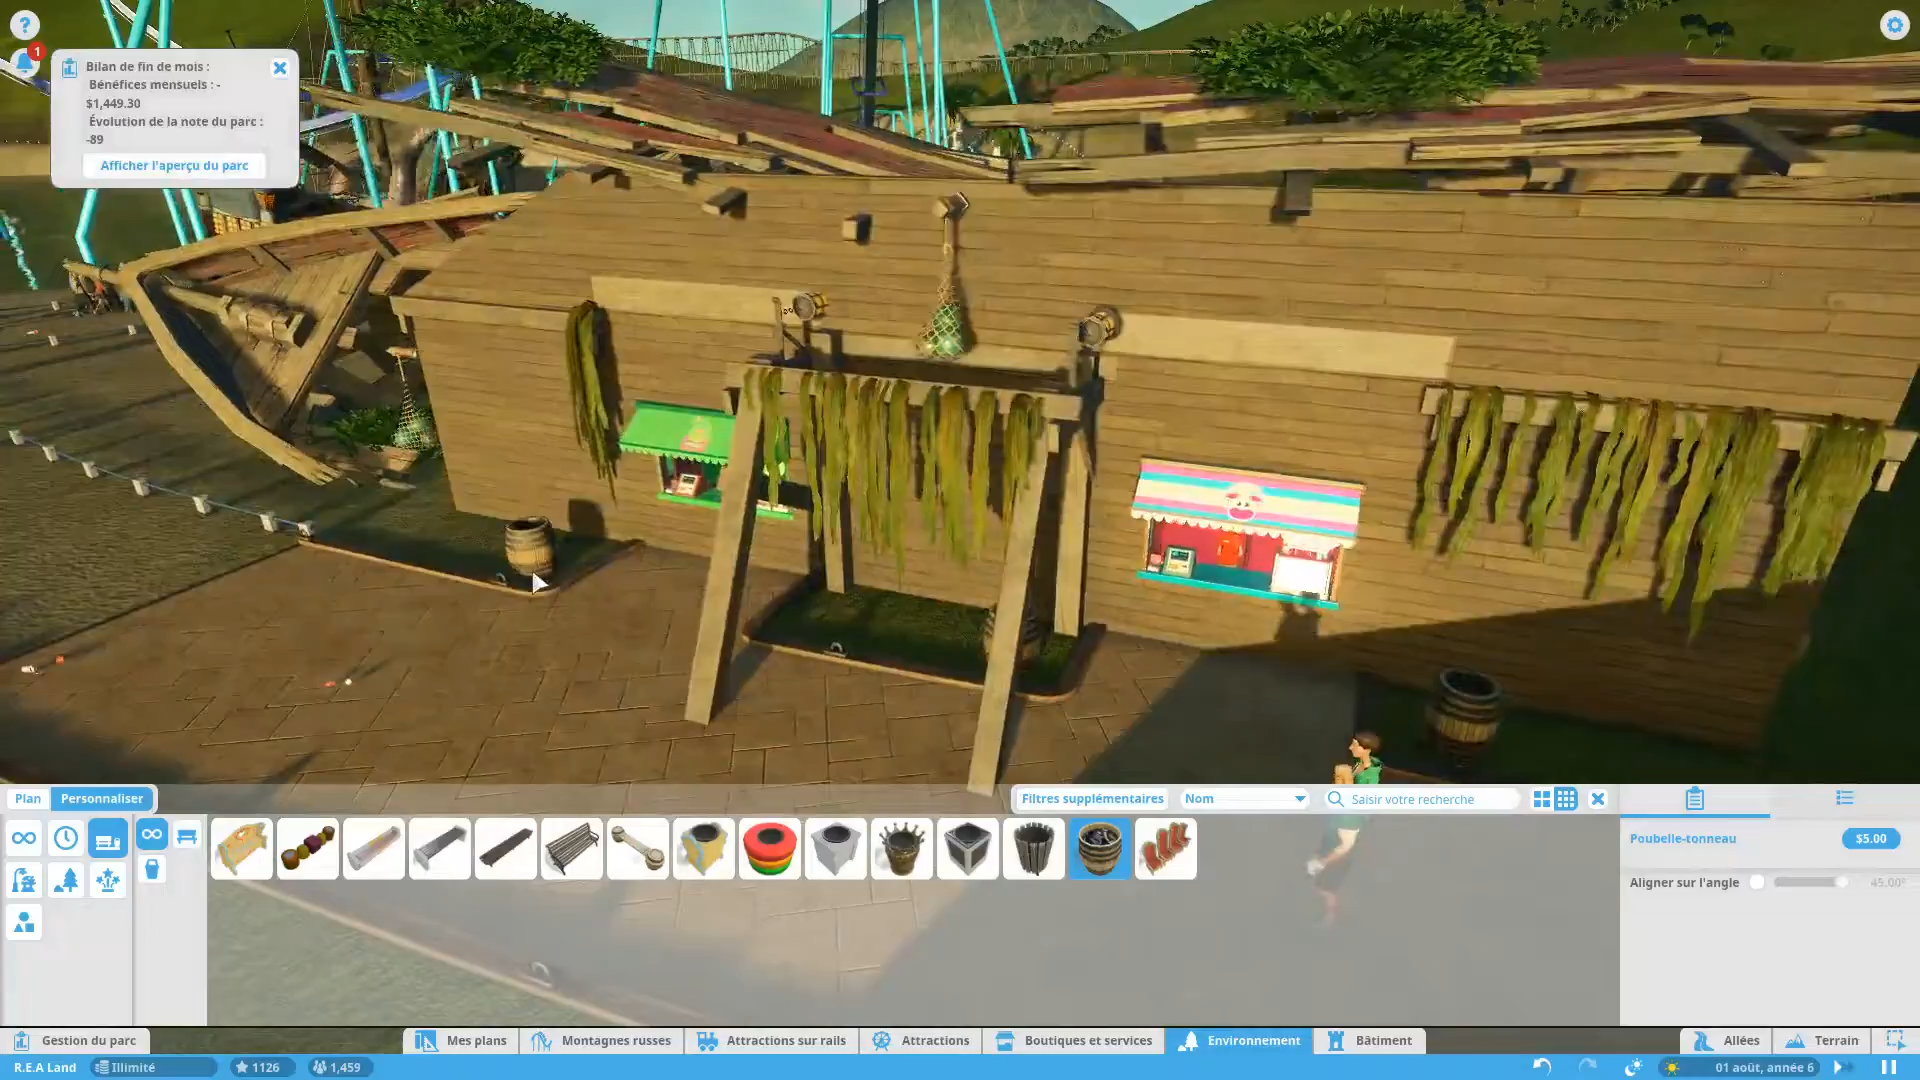 ?
1
Bilan de fin de mois :
Bénéfices mensuels : -
$1,449.30
Évolution de la note du parc :
-89
Afficher l'aperçu du parc
Plan
Personnaliser
Filtres supplémentaires
Nom
Saisir votre recherche
Poubelle-tonneau
$5.00
Aligner sur l'angle
45.00°
Gestion du parc
Mes plans
Montagnes russes
Attractions sur rails
Attractions
Boutiques et services
Environnement
Bâtiment
Allées
Terrain
R.E.A Land
Illimité
1126
1,459
01 août, année 6